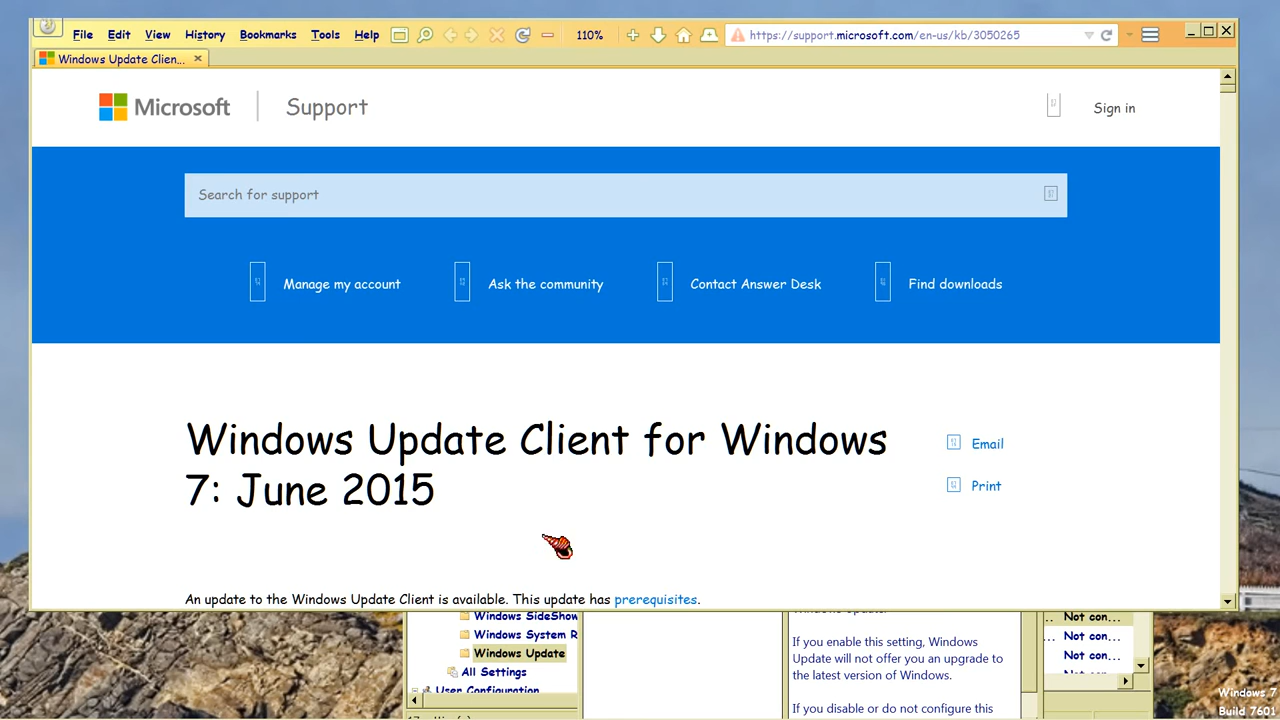 File Edit View History Bookmarks Tools Help 110% https://support.microsoft.com/en-us/kb/3050265
Windows Update Clien...
Microsoft Support Sign in
Search for support
Manage my account Ask the community Contact Answer Desk Find downloads
Windows Update Client for Windows
7: June 2015
Email
Print
An update to the Windows Update Client is available. This update has prerequisites.
Windows SideShow
Windows System R
Windows Update
All Settings
User Configuration
If you enable this setting, Windows
Update will not offer you an upgrade to
the latest version of Windows.
If you disable or do not configure this
.. Not con...
... Not con...
Not con...
Windows 7
Build 7601